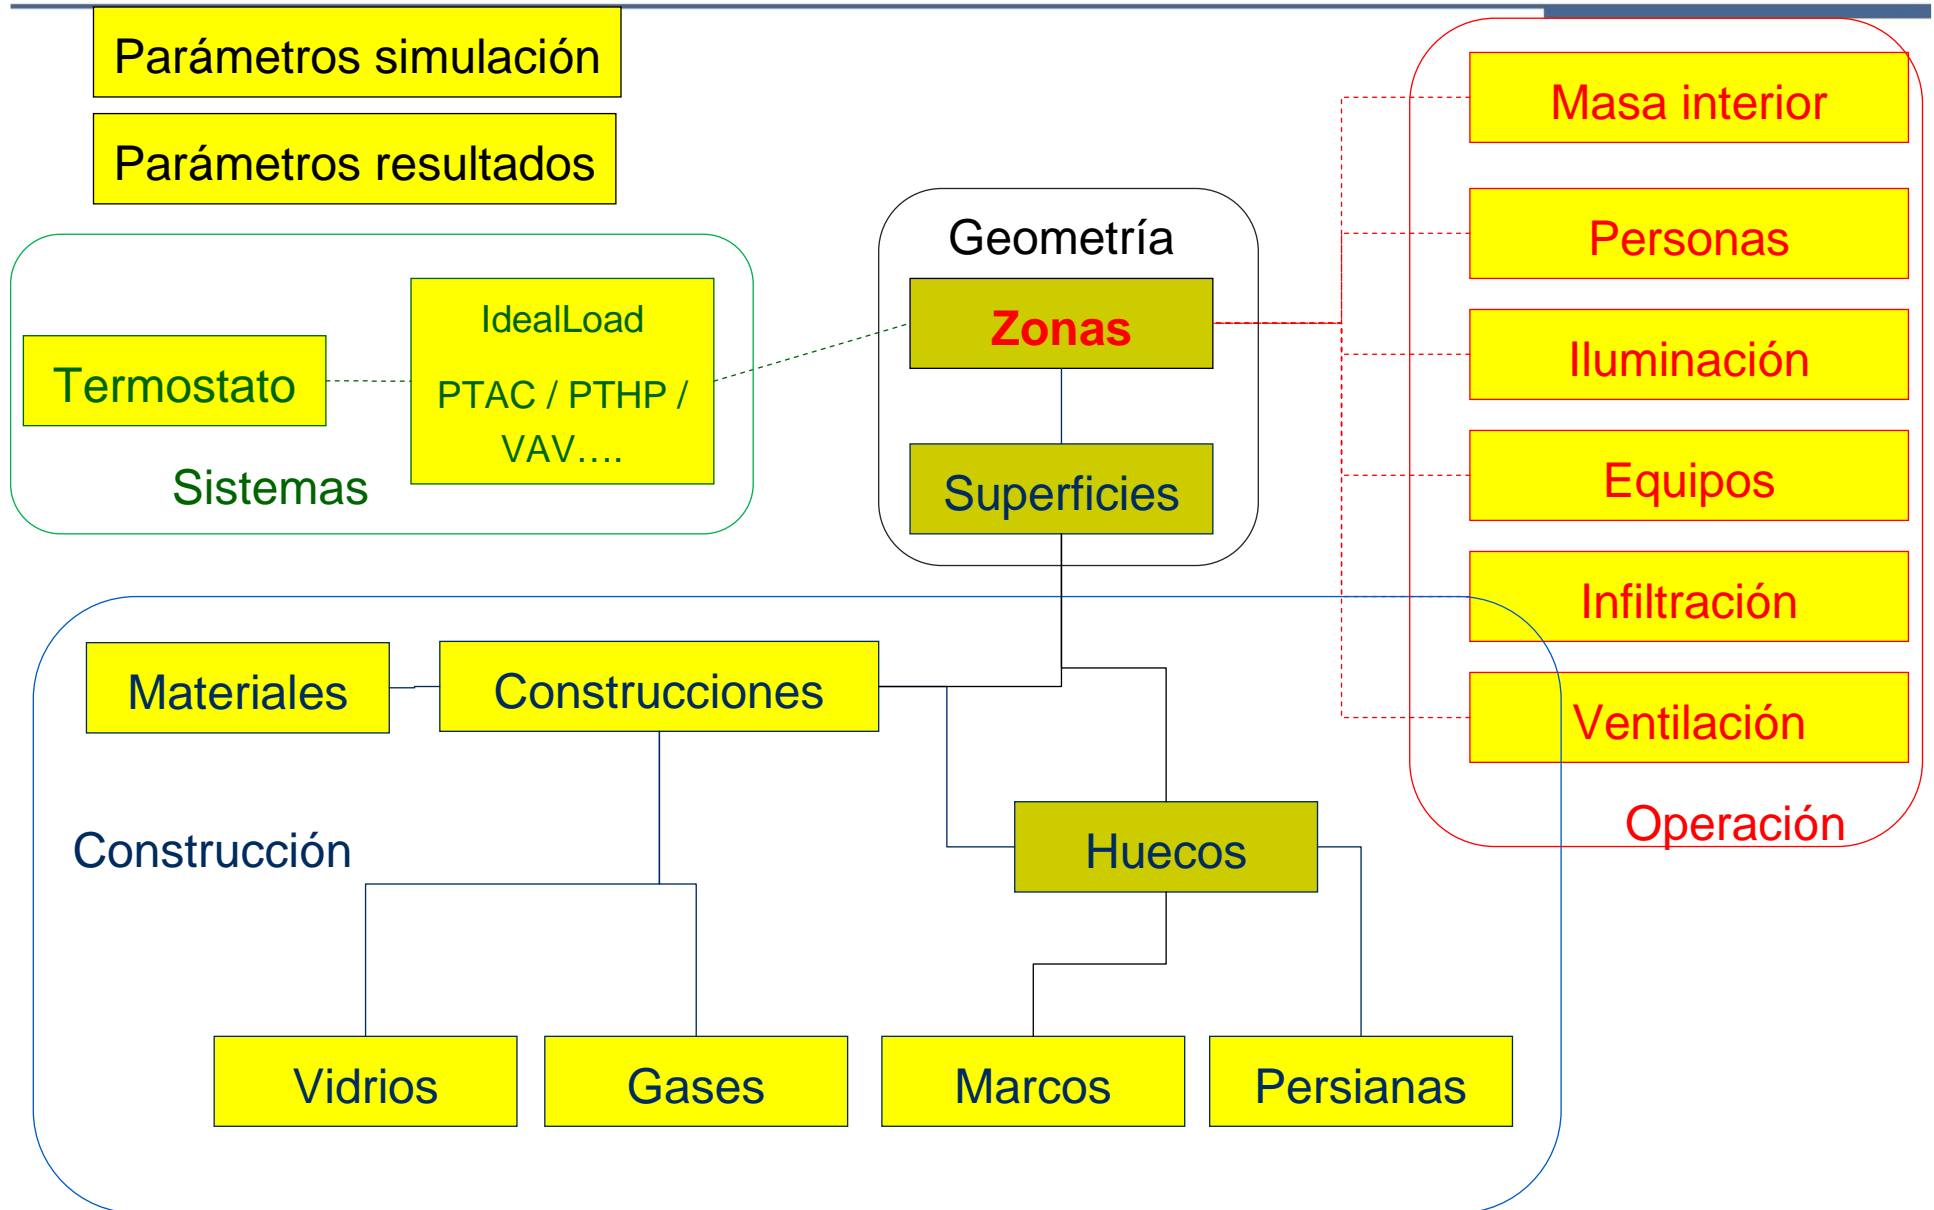 Parámetros simulación
Parámetros resultados
Geometría
Zonas
Superficies
IdealLoad
PTAC / PTHP /
VAV….
Termostato
Sistemas
Masa interior
Personas
Iluminación
Equipos
Infiltración
Ventilación
Operación
Materiales
Construcciones
Construcción
Huecos
Vidrios
Gases
Marcos
Persianas